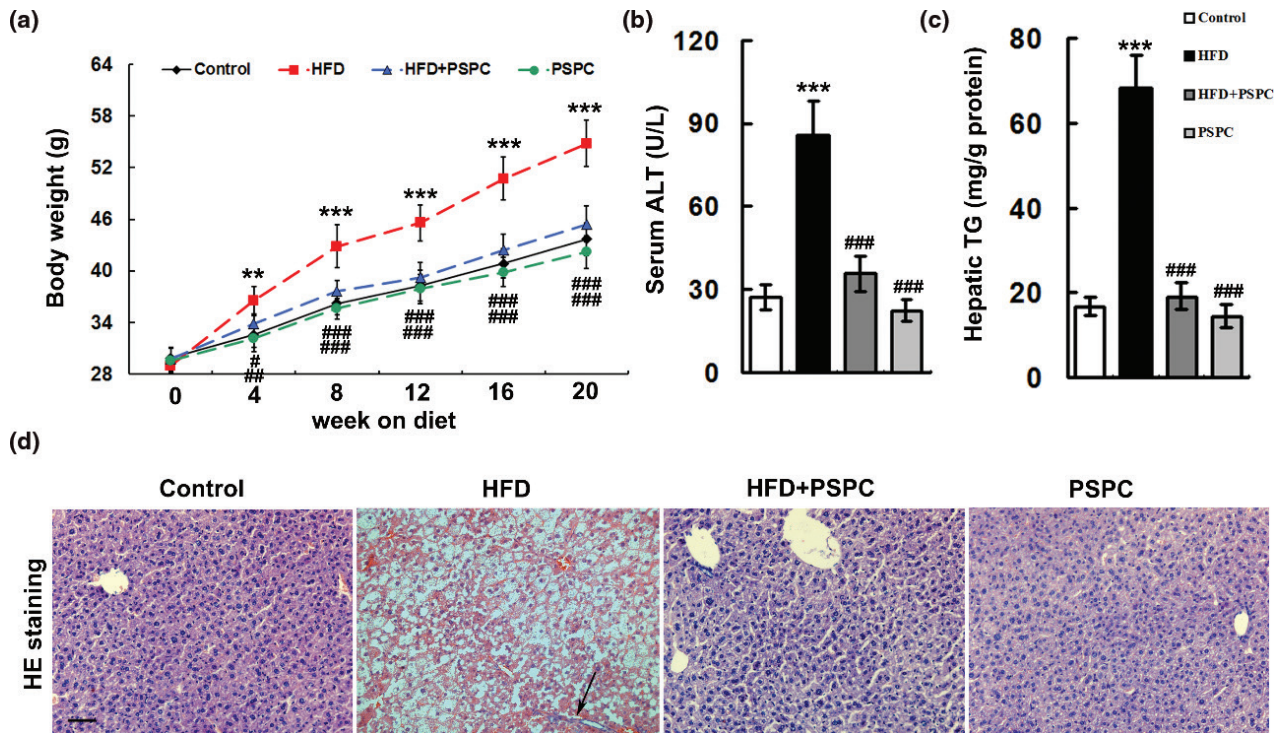 (a)
Control HFD HFD+PSPC PSPC
Body weight (g)
64
58
52
46
40
34
28
** *** *** *** ***
# ### ### ### ###
## ### ### ### ###
0 4 8 12 16 20
week on diet
(b)
Serum ALT (U/L)
120
90
60
30
0
***
###
###
(c)
Hepatic TG (mg/g protein)
80
60
40
20
0
***
###
###
Control
HFD
HFD+PSPC
PSPC
(d)
Control HFD HFD+PSPC PSPC
HE staining